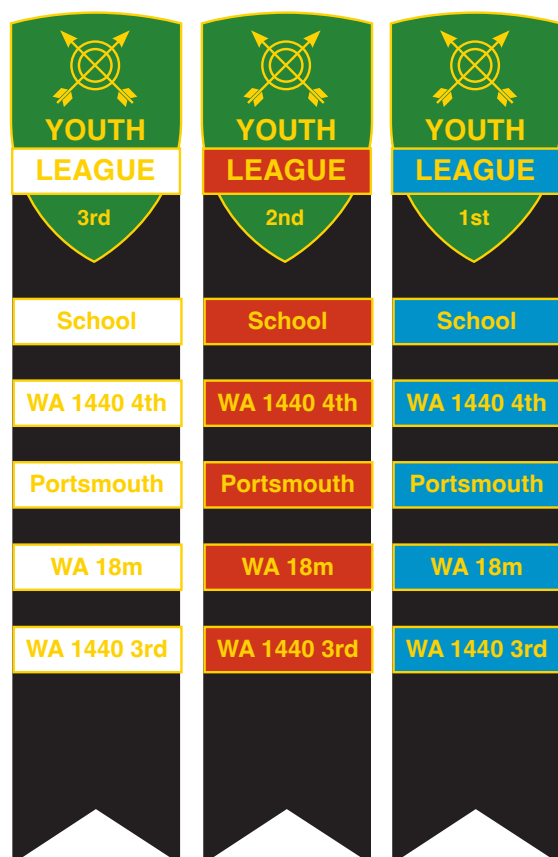 YOUTH
LEAGUE
3rd
School
WA 1440 4th
Portsmouth
WA 18m
WA 1440 3rd
YOUTH
LEAGUE
2nd
School
WA 1440 4th
Portsmouth
WA 18m
WA 1440 3rd
YOUTH
LEAGUE
1st
School
WA 1440 4th
Portsmouth
WA 18m
WA 1440 3rd